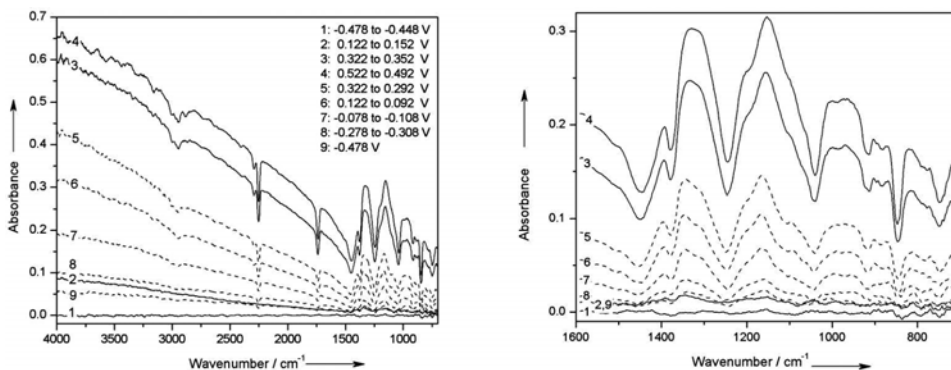 0.7
0.6
0.5
0.4
0.3
0.2
0.1
0.0
Absorbance
4
3
5
6
7
8
2
9
1
1: -0.478 to -0.448 V
2: 0.122 to 0.152 V
3: 0.322 to 0.352 V
4: 0.522 to 0.492 V
5: 0.322 to 0.292 V
6: 0.122 to 0.092 V
7: -0.078 to -0.108 V
8: -0.278 to -0.308 V
9: -0.478 V
4000 3500 3000 2500 2000 1500 1000
Wavenumber / cm-1
0.3
0.2
0.1
0.0
Absorbance
4
3
5
6
7
8
1 2,9
1600 1400 1200 1000 800
Wavenumber / cm-1